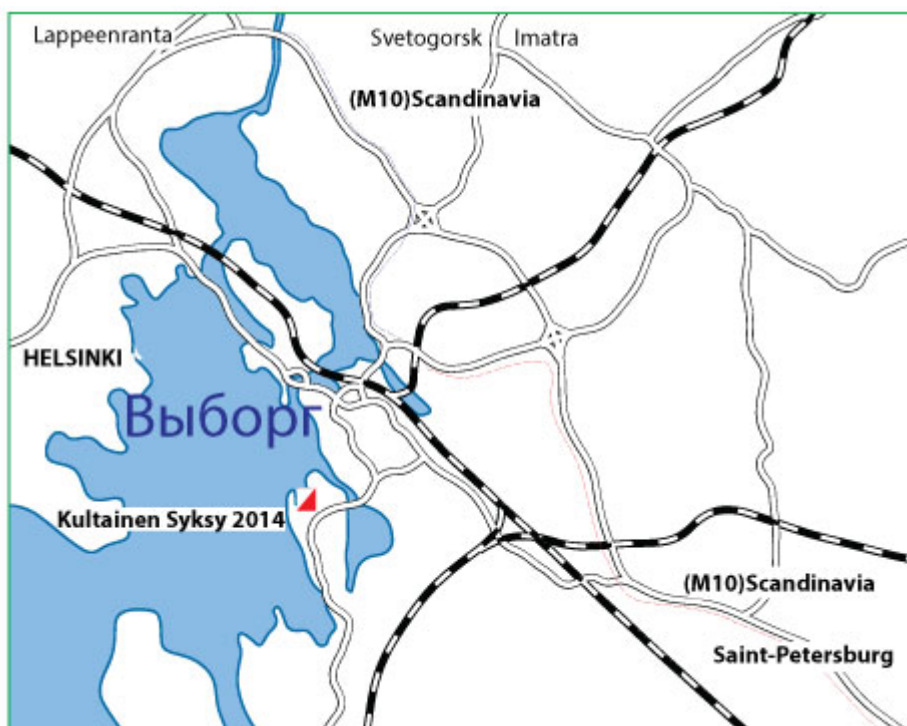 Lappeenranta
Svetogorsk
Imatra
(M10)Scandinavia
HELSINKI
Выборг
Kultainen Syksy 2014
(M10)Scandinavia
Saint-Petersburg